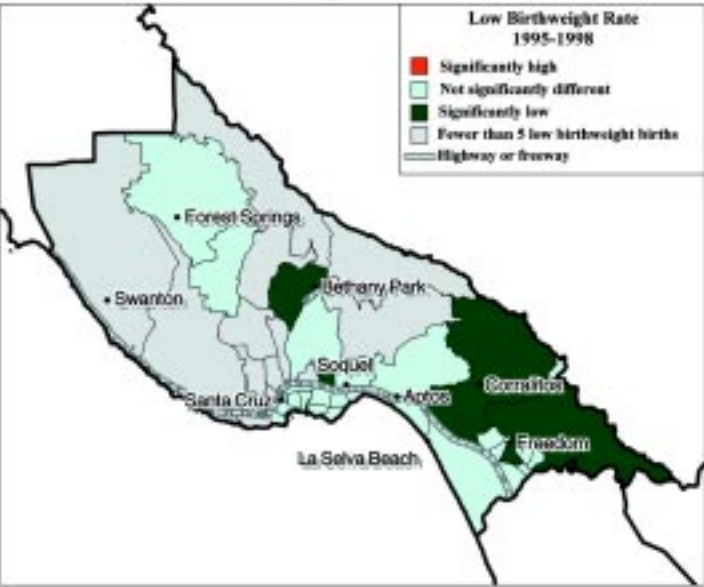 Low Birthweight Rate
1995-1998
Significantly high
Not significantly different
Significantly low
Fewer than 5 low birthweight births
Highway or freeway
Forest Springs
Bethany Park
Swanton
Soquel
Corralitos
Santa Cruz
Aptos
Freedom
La Selva Beach